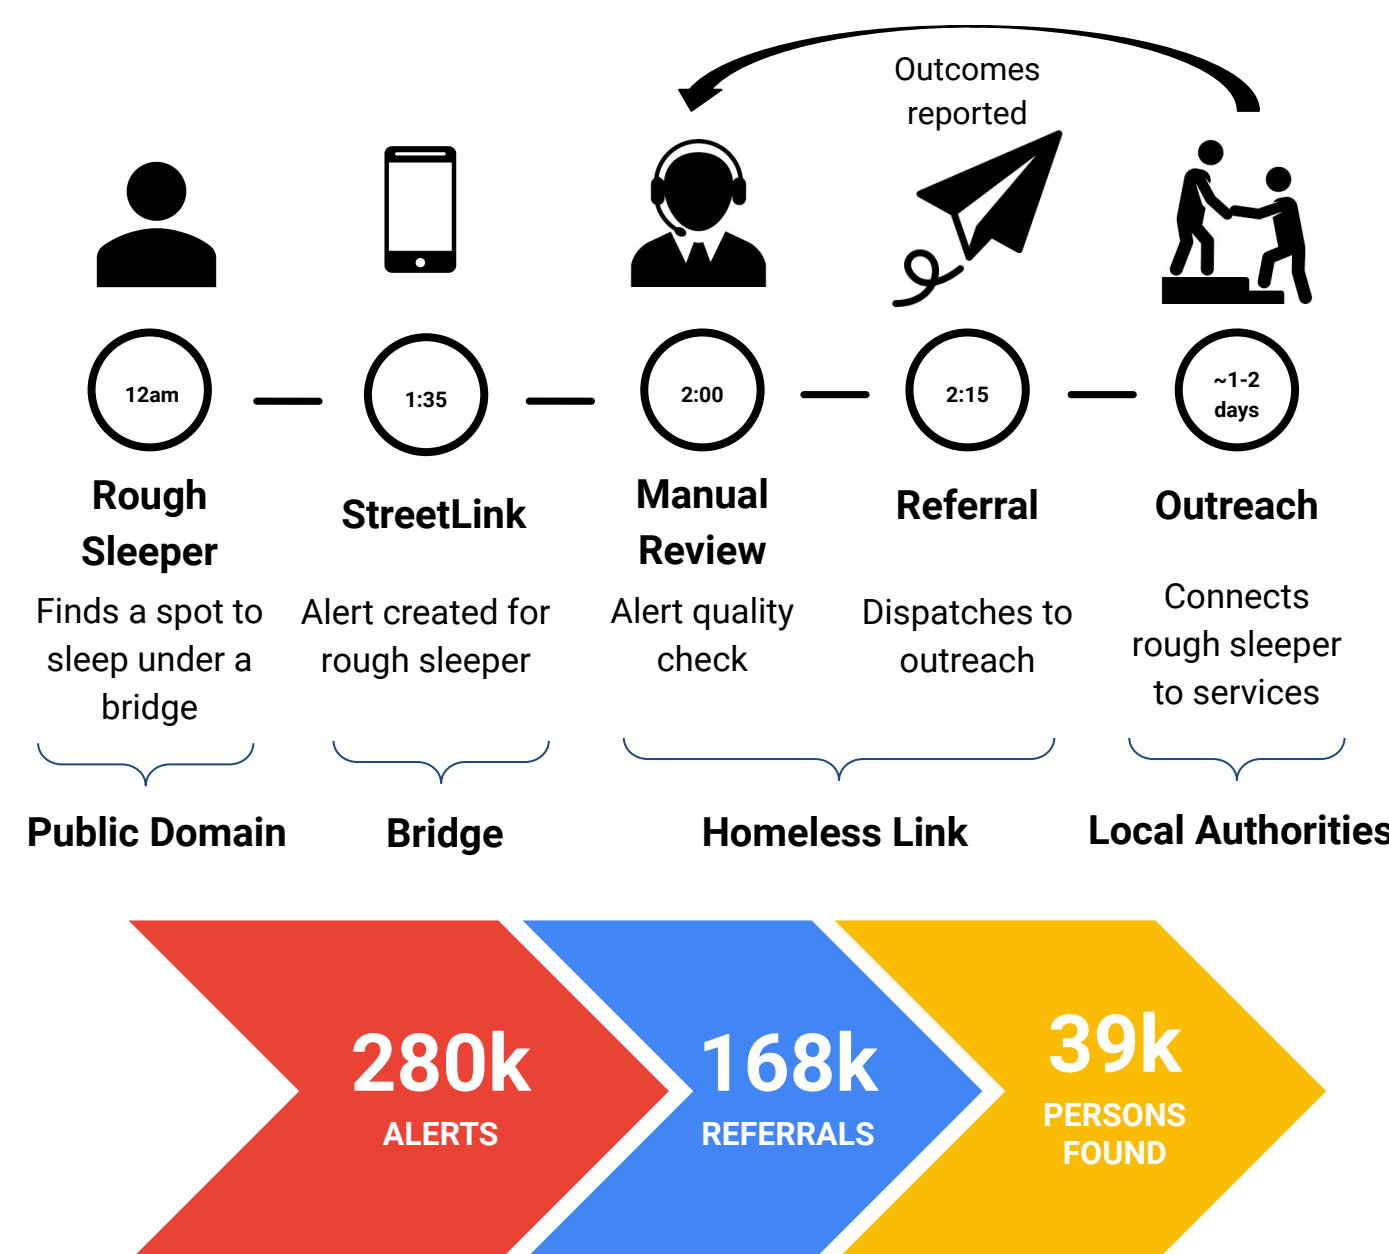 Outcomes
reported
12am
1:35
2:00
2:15
~1-2
days
Rough
Sleeper
StreetLink
Manual
Review
Referral
Outreach
Finds a spot to
sleep under a
bridge
Alert created for
rough sleeper
Alert quality
check
Dispatches to
outreach
Connects
rough sleeper
to services
Public Domain
Bridge
Homeless Link
Local Authorities
280k
ALERTS
168k
REFERRALS
39k
PERSONS
FOUND